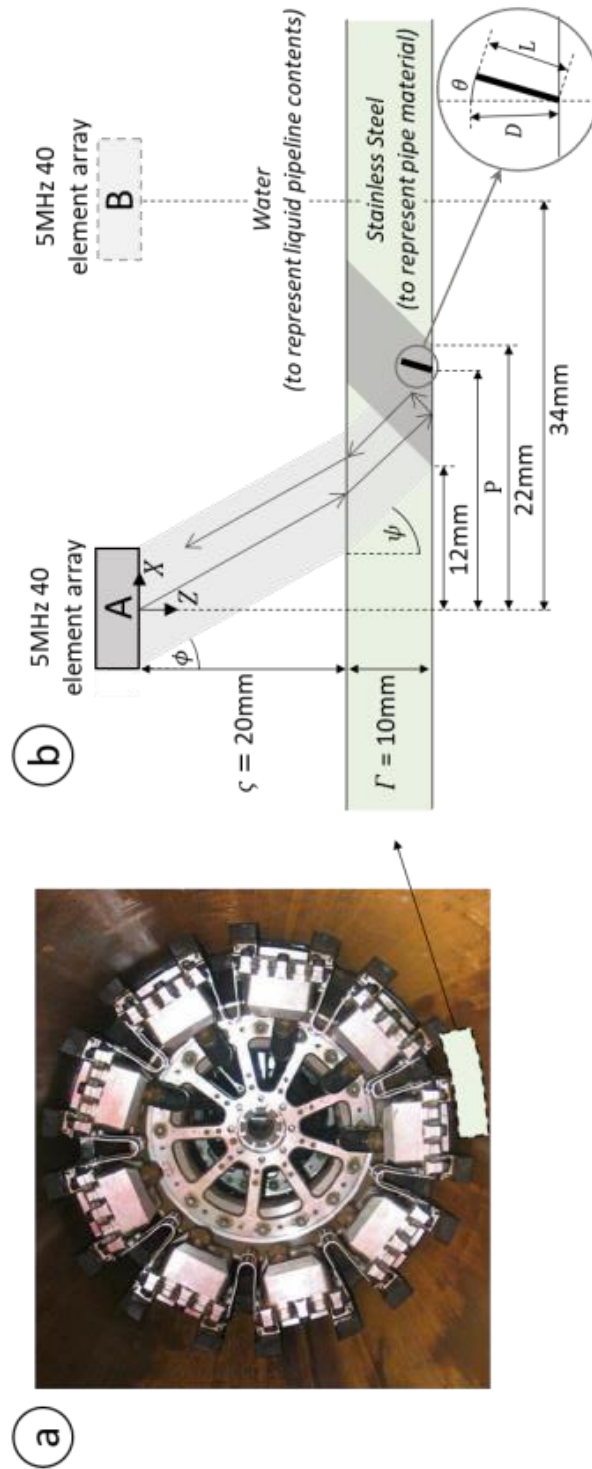 a
b
5MHz 40
element array
A
X
Z
ϕ
5MHz 40
element array
B
Water
(to represent liquid pipeline contents)
ς = 20mm
Stainless Steel
(to represent pipe material)
Γ = 10mm
ψ
12mm
P
22mm
34mm
θ
D
L